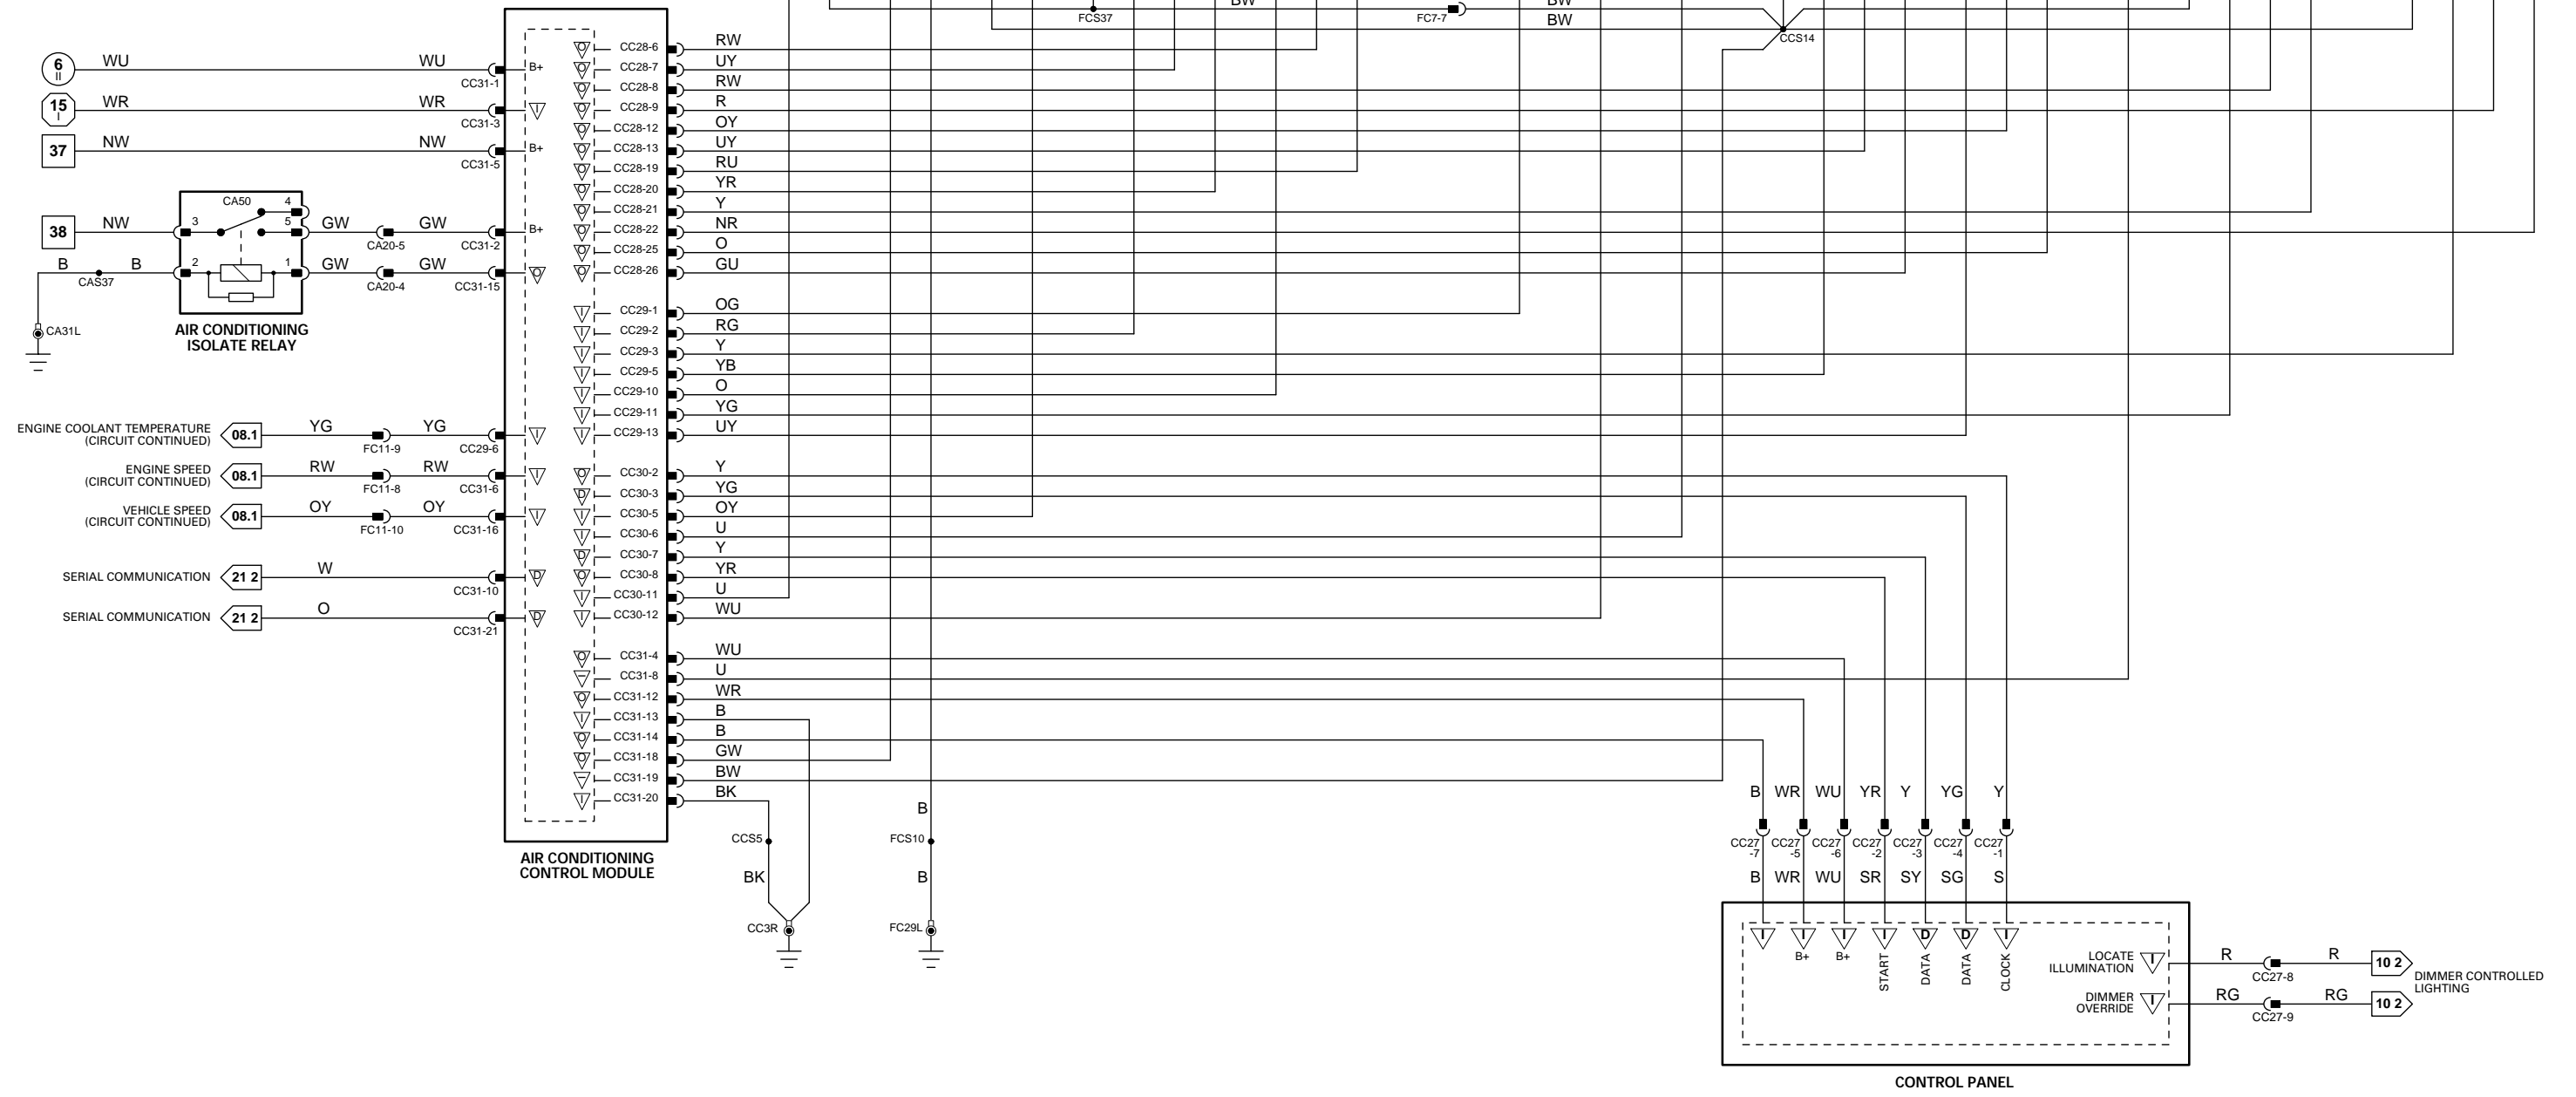 BW
BW
FCS37
FC7-7
BW
CCS14
6
II
WU
WU
CC31-1
B+
15
I
WR
WR
CC31-3
I
37
NW
NW
CC31-5
B+
38
NW
CA50
3
4
5
GW
CA20-5
GW
CC31-2
B+
B
CAS37
B
2
1
GW
CA20-4
GW
CC31-15
O
CA31L
AIR CONDITIONING
ISOLATE RELAY
ENGINE COOLANT TEMPERATURE
(CIRCUIT CONTINUED)
08.1
YG
FC11-9
YG
CC29-6
I
ENGINE SPEED
(CIRCUIT CONTINUED)
08.1
RW
FC11-8
RW
CC31-6
I
VEHICLE SPEED
(CIRCUIT CONTINUED)
08.1
OY
FC11-10
OY
CC31-16
I
SERIAL COMMUNICATION
21 2
W
CC31-10
D
SERIAL COMMUNICATION
21 2
O
CC31-21
D
O CC28-6 RW
O CC28-7 UY
O CC28-8 RW
O CC28-9 R
O CC28-12 OY
O CC28-13 UY
O CC28-19 RU
O CC28-20 YR
O CC28-21 Y
O CC28-22 NR
O CC28-25 O
O CC28-26 GU
I CC29-1 OG
I CC29-2 RG
I CC29-3 Y
I CC29-5 YB
I CC29-10 O
I CC29-11 YG
I CC29-13 UY
O CC30-2 Y
D CC30-3 YG
I CC30-5 OY
I CC30-6 U
D CC30-7 Y
O CC30-8 YR
I CC30-11 U
I CC30-12 WU
O CC31-4 WU
CC31-8 U
O CC31-12 WR
I CC31-13 B
O CC31-14 B
O CC31-18 GW
CC31-19 BW
I CC31-20 BK
AIR CONDITIONING
CONTROL MODULE
CCS5
BK
CC3R
B
FCS10
B
FC29L
B WR WU YR Y YG Y
CC27 CC27 CC27 CC27 CC27 CC27 CC27
-7 -5 -6 -2 -3 -4 -1
B WR WU SR SY SG S
I I I I D D I
B+ B+ START DATA DATA CLOCK
LOCATE
ILLUMINATION
I
R
CC27-8
R
10 2
DIMMER
OVERRIDE
I
RG
CC27-9
RG
10 2
DIMMER CONTROLLED
LIGHTING
CONTROL PANEL